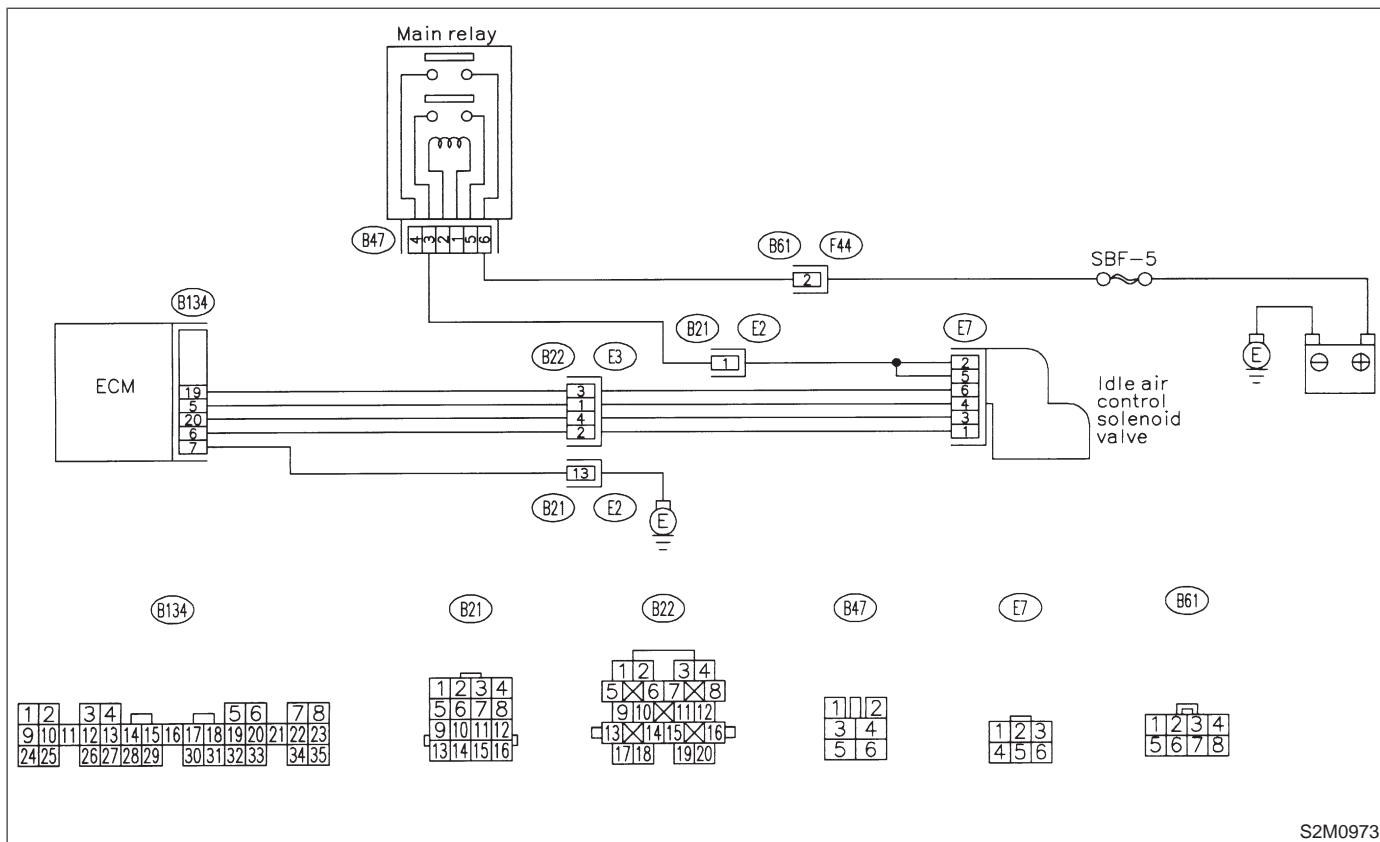 Main relay
B47
4 3 2 1 5 6
B61 F44
2
SBF-5
B134
B21 E2
1
E7
B22 E3
ECM
19
5
20
6
7
3
1
4
2
2
5
6
4
3
1
Idle air
control
solenoid
valve
E
13
B21 E2
E
B134
B21
B22
B47
E7
B61
1 2 3 4 5 6 7 8
9 10 11 12 13 14 15 16 17 18 19 20 21 22 23
24 25 26 27 28 29 30 31 32 33 34 35
1 2 3 4
5 6 7 8
9 10 11 12
13 14 15 16
1 2 3 4
5 6 7 8
9 10 11 12
13 14 15 16
17 18 19 20
1 2
3 4
5 6
1 2 3
4 5 6
1 2 3 4
5 6 7 8
S2M0973